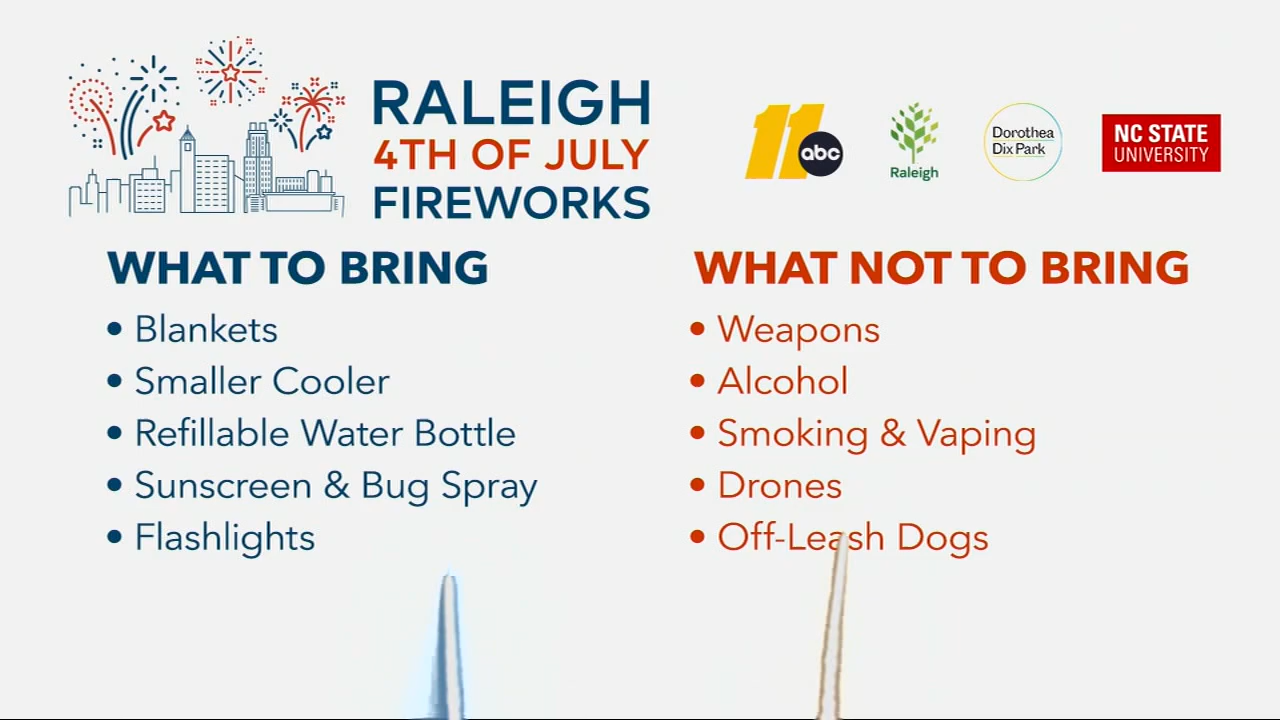 RALEIGH
4TH OF JULY
FIREWORKS
11 abc
Raleigh
Dorothea
Dix Park
NC STATE
UNIVERSITY
WHAT TO BRING
• Blankets
• Smaller Cooler
• Refillable Water Bottle
• Sunscreen & Bug Spray
• Flashlights
WHAT NOT TO BRING
• Weapons
• Alcohol
• Smoking & Vaping
• Drones
• Off-Leash Dogs